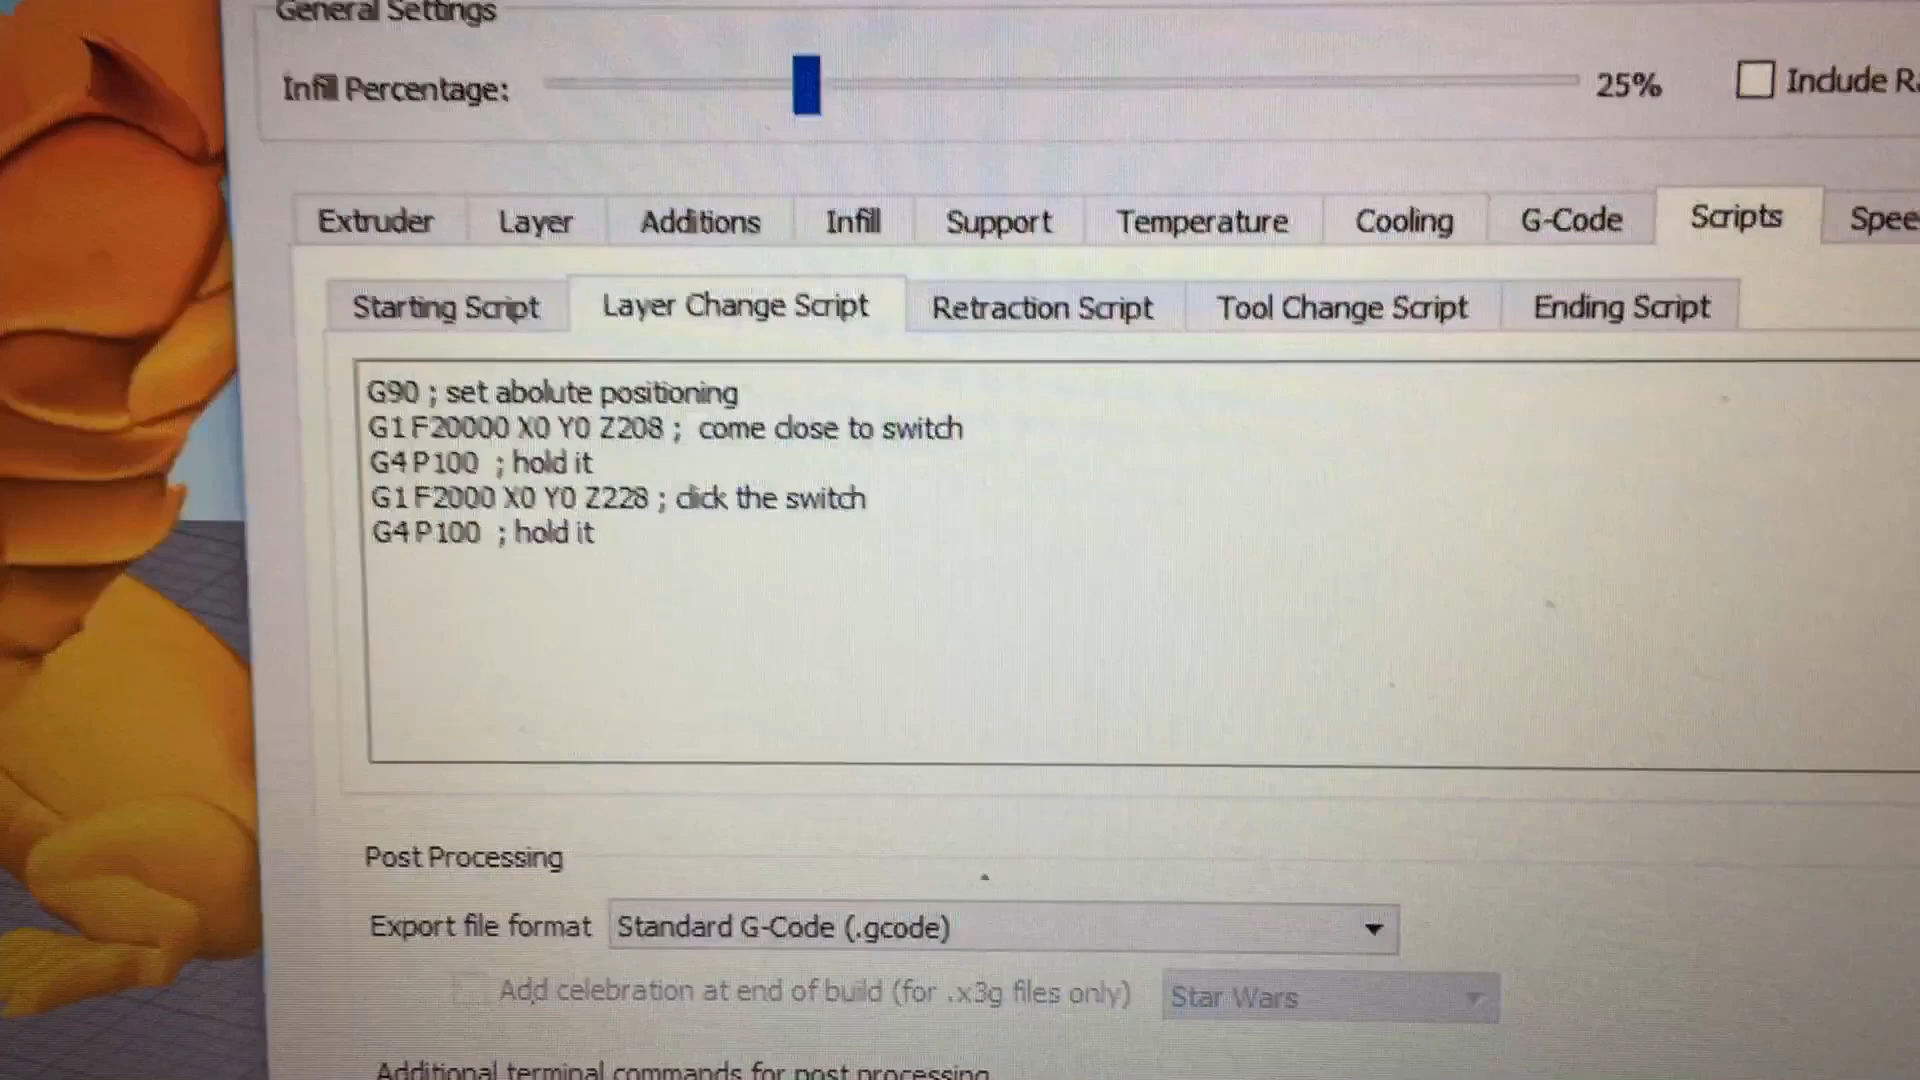 General Settings
Infill Percentage:
25%
Include
Extruder
Layer
Additions
Infill
Support
Temperature
Cooling
G-Code
Scripts
Starting Script
Layer Change Script
Retraction Script
Tool Change Script
Ending Script
G90 ; set abolute positioning
G1 F20000 X0 Y0 Z208 ;  come close to switch
G4 P100  ; hold it
G1 F2000 X0 Y0 Z228 ; click the switch
G4 P100  ; hold it
Post Processing
Export file format
Standard G-Code (.gcode)
Add celebration at end of build (for .x3g files only)
Star Wars
Additional terminal commands for post processing